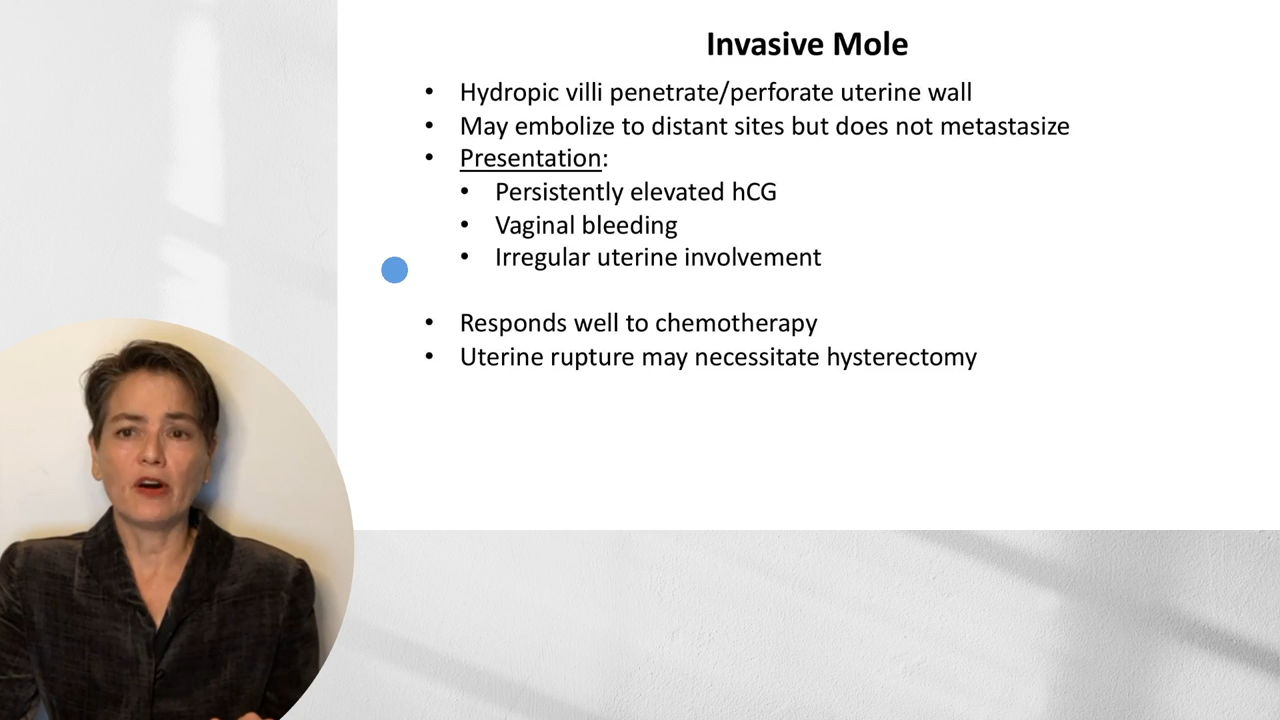 Invasive Mole
• Hydropic villi penetrate/perforate uterine wall
• May embolize to distant sites but does not metastasize
• Presentation:
• Persistently elevated hCG
• Vaginal bleeding
• Irregular uterine involvement
• Responds well to chemotherapy
• Uterine rupture may necessitate hysterectomy